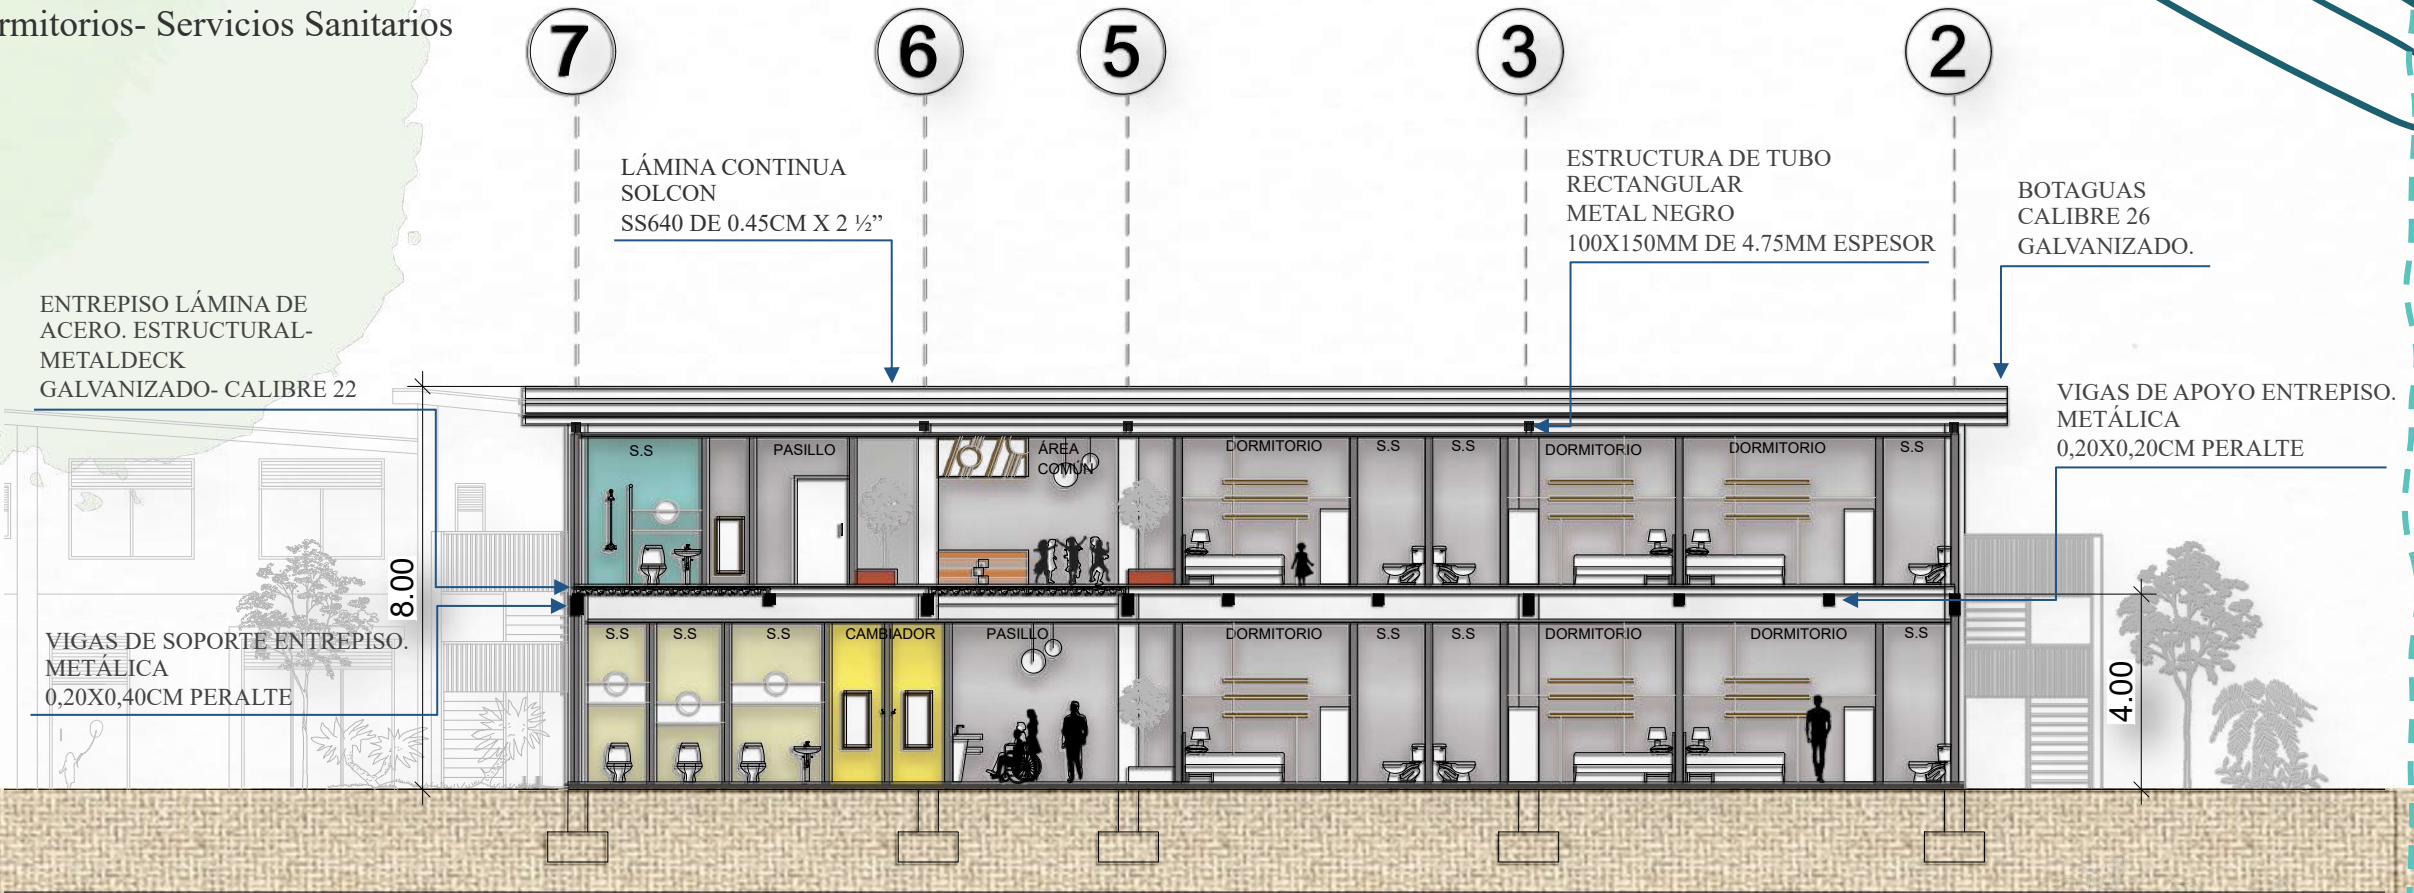 rmitorios- Servicios Sanitarios
7
6
5
3
2
LÁMINA CONTINUA
SOLCON
SS640 DE 0.45CM X 2 ½”
ESTRUCTURA DE TUBO
RECTANGULAR
METAL NEGRO
100X150MM DE 4.75MM ESPESOR
BOTAGUAS
CALIBRE 26
GALVANIZADO.
ENTREPISO LÁMINA DE
ACERO. ESTRUCTURAL-
METALDECK
GALVANIZADO- CALIBRE 22
VIGAS DE APOYO ENTREPISO.
METÁLICA
0,20X0,20CM PERALTE
VIGAS DE SOPORTE ENTREPISO.
METÁLICA
0,20X0,40CM PERALTE
8.00
4.00
S.S
PASILLO
ÁREA
COMÚN
DORMITORIO
S.S
S.S
DORMITORIO
DORMITORIO
S.S
S.S
S.S
S.S
CAMBIADOR
PASILLO
DORMITORIO
S.S
S.S
DORMITORIO
DORMITORIO
S.S